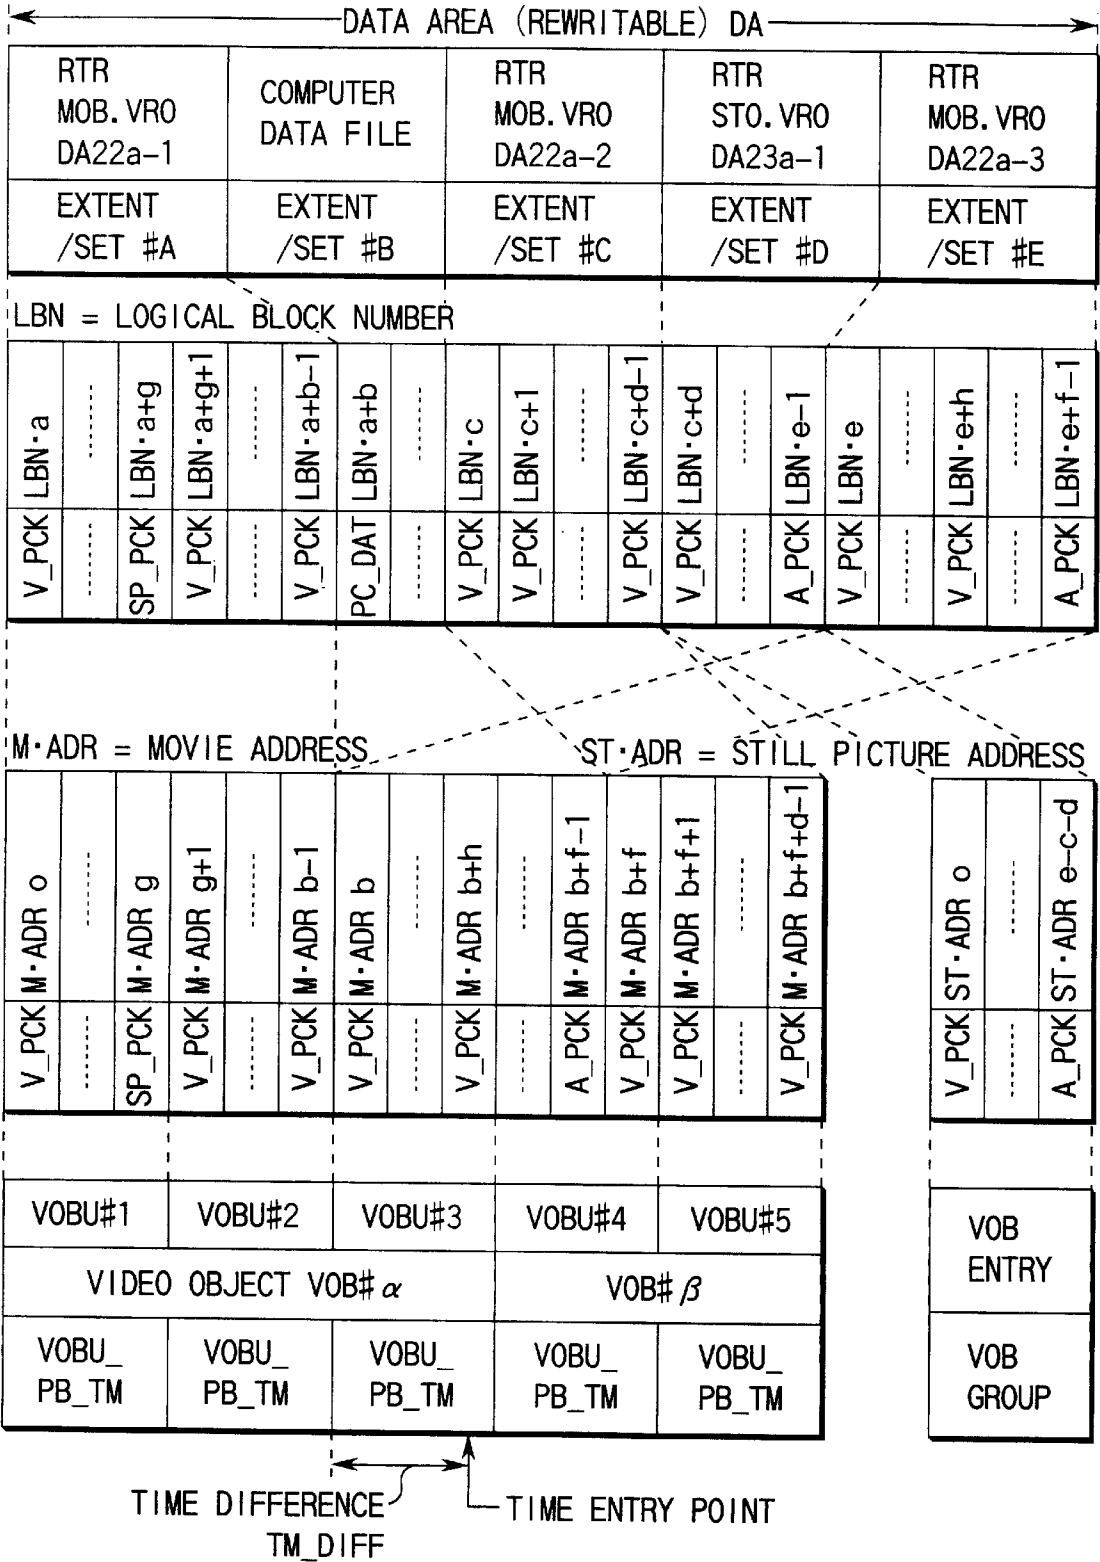 DATA AREA (REWRITABLE) DA
RTR
MOB.VRO
DA22a-1
COMPUTER
DATA FILE
RTR
MOB.VRO
DA22a-2
RTR
STO.VRO
DA23a-1
RTR
MOB.VRO
DA22a-3
EXTENT
/SET #A
EXTENT
/SET #B
EXTENT
/SET #C
EXTENT
/SET #D
EXTENT
/SET #E
LBN = LOGICAL BLOCK NUMBER
LBN·a
LBN·a+g
LBN·a+g+1
LBN·a+b-1
LBN·a+b
LBN·c
LBN·c+1
LBN·c+d-1
LBN·c+d
LBN·e-1
LBN·e
LBN·e+h
LBN·e+f-1
V_PCK
SP_PCK
V_PCK
V_PCK
PC_DAT
V_PCK
V_PCK
V_PCK
V_PCK
A_PCK
V_PCK
V_PCK
A_PCK
M·ADR = MOVIE ADDRESS
ST·ADR = STILL PICTURE ADDRESS
M·ADR o
M·ADR g
M·ADR g+1
M·ADR b-1
M·ADR b
M·ADR b+h
M·ADR b+f-1
M·ADR b+f
M·ADR b+f+1
M·ADR b+f+d-1
ST·ADR o
ST·ADR e-c-d
V_PCK
SP_PCK
V_PCK
V_PCK
V_PCK
V_PCK
A_PCK
V_PCK
V_PCK
V_PCK
V_PCK
A_PCK
VOBU#1
VOBU#2
VOBU#3
VOBU#4
VOBU#5
VOB
ENTRY
VIDEO OBJECT VOB#α
VOB#β
VOBU_
PB_TM
VOBU_
PB_TM
VOBU_
PB_TM
VOBU_
PB_TM
VOBU_
PB_TM
VOB
GROUP
TIME DIFFERENCE
TM_DIFF
TIME ENTRY POINT